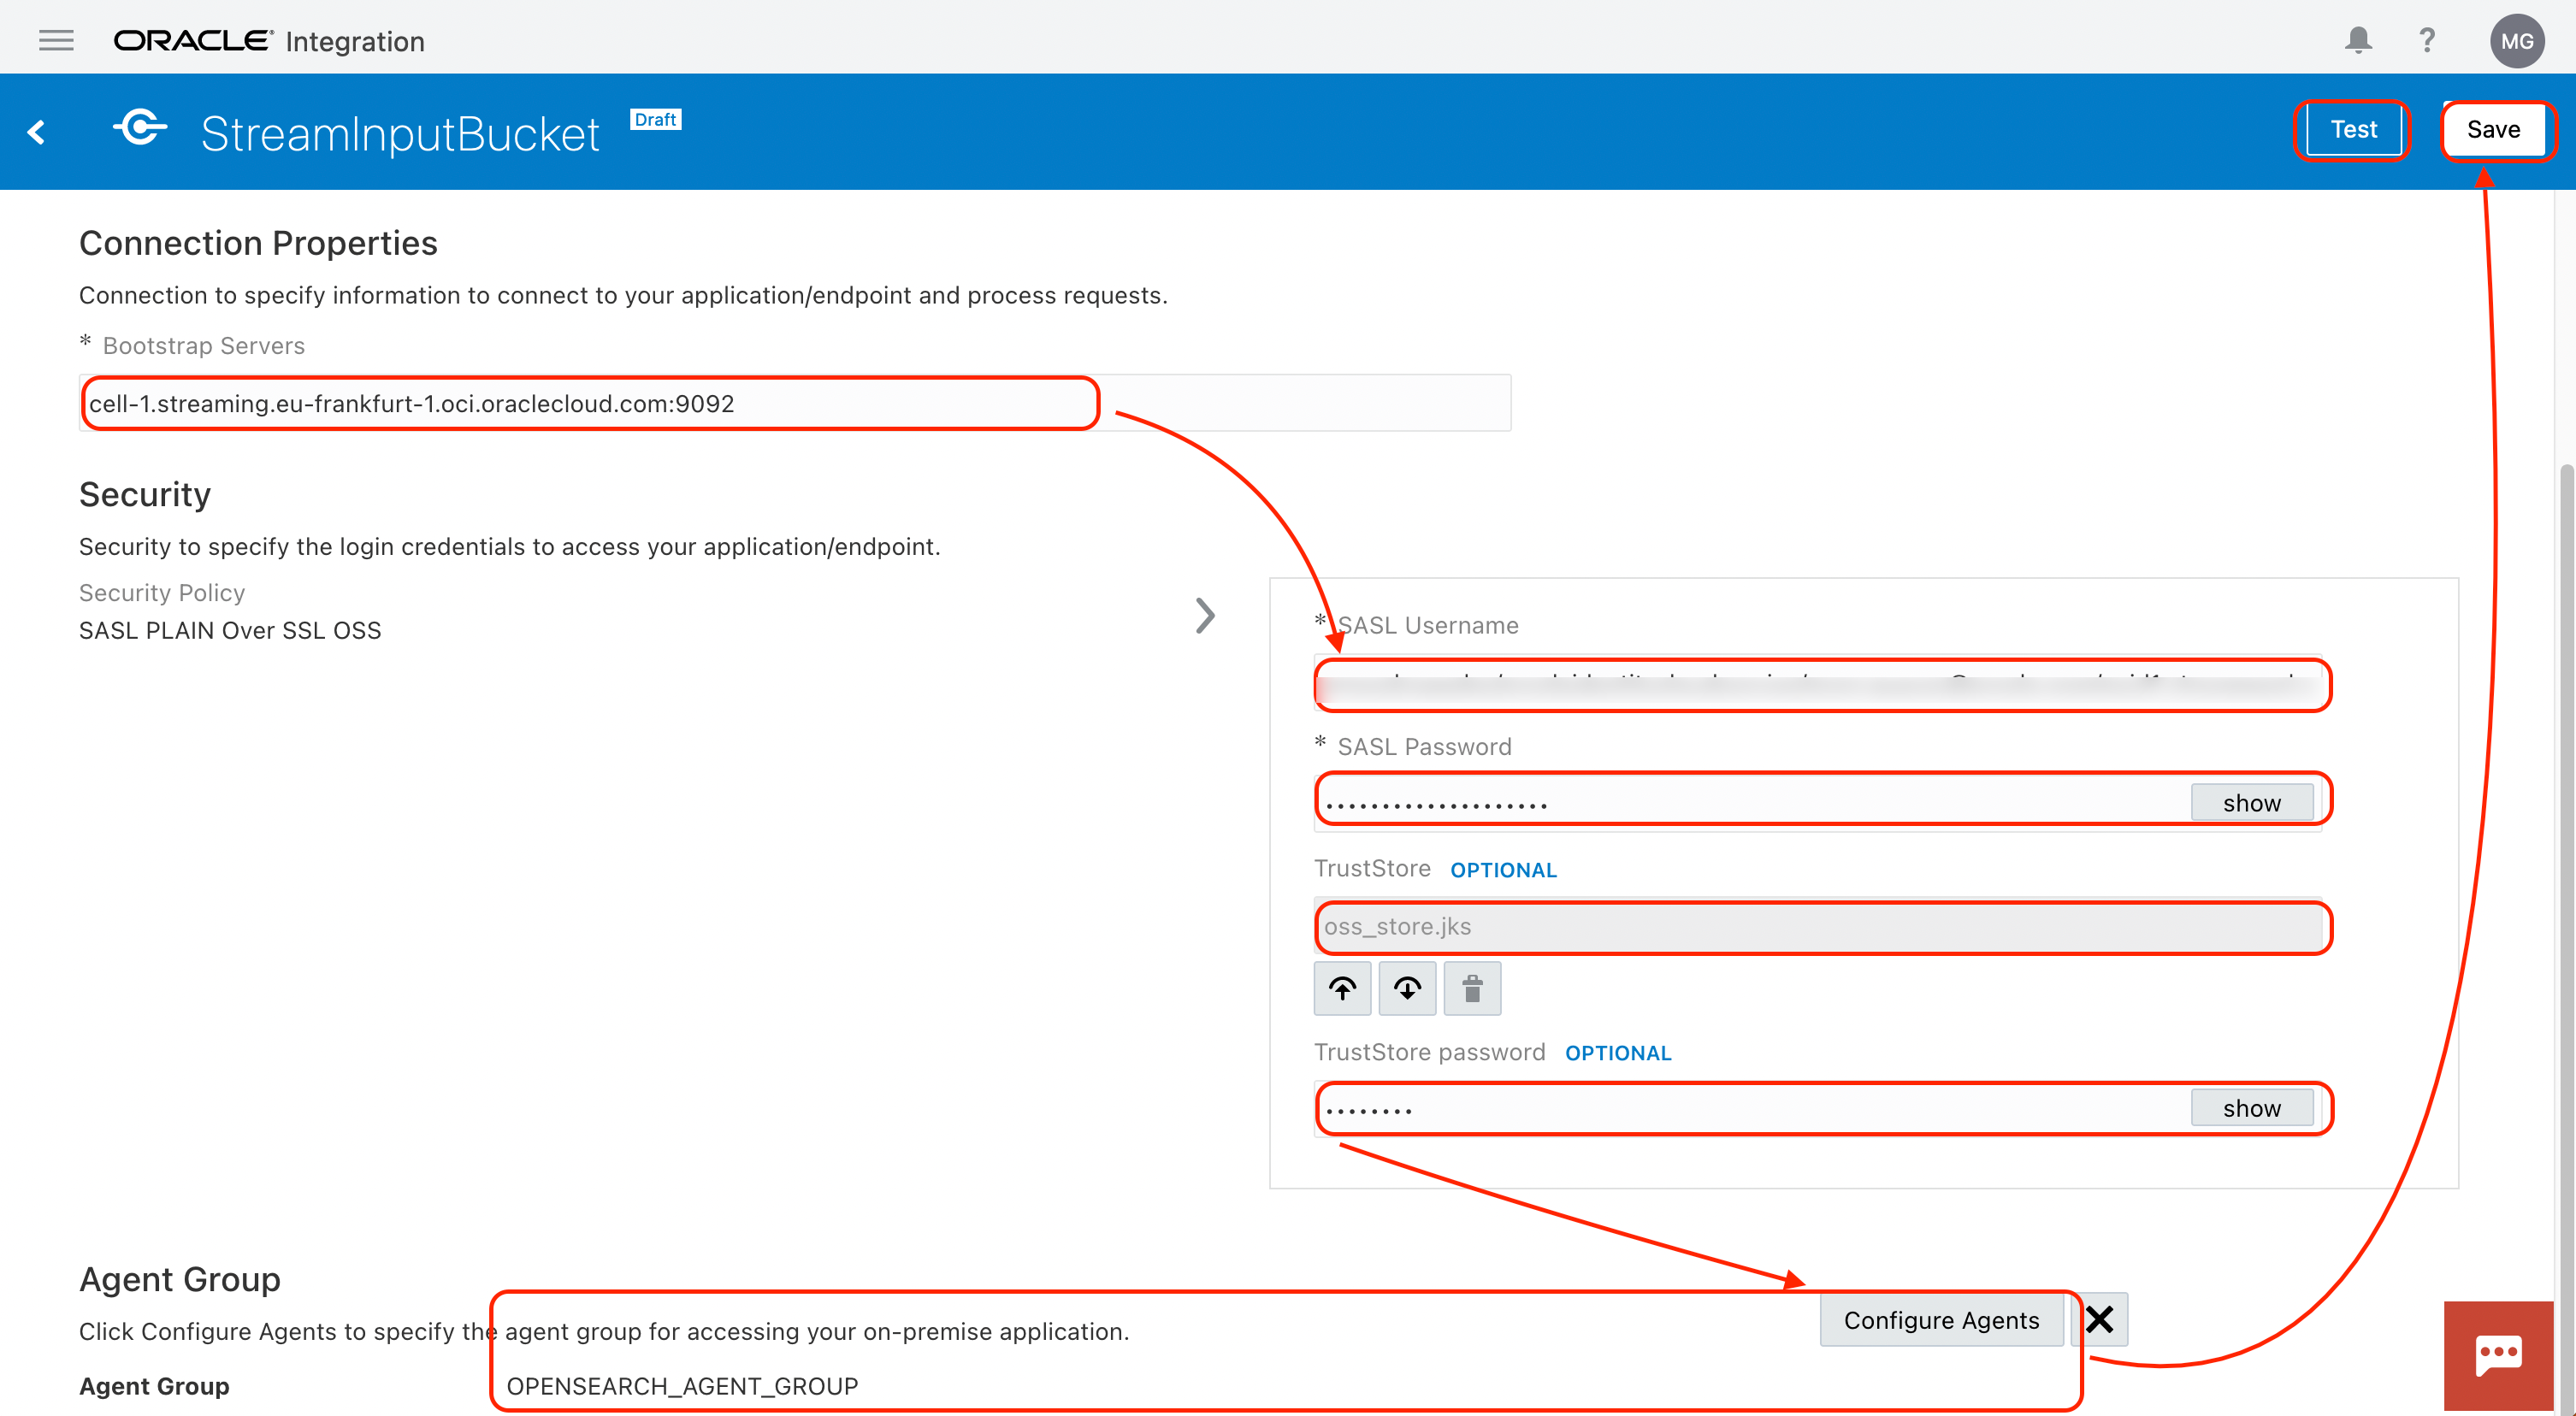 ORACLE Integration
MG
StreamInputBucket Draft
Test
Save
Connection Properties
Connection to specify information to connect to your application/endpoint and process requests.
* Bootstrap Servers
cell-1.streaming.eu-frankfurt-1.oci.oraclecloud.com:9092
Security
Security to specify the login credentials to access your application/endpoint.
Security Policy
SASL PLAIN Over SSL OSS
* SASL Username
* SASL Password
show
TrustStore OPTIONAL
oss_store.jks
TrustStore password OPTIONAL
show
Agent Group
Click Configure Agents to specify the agent group for accessing your on-premise application.
Configure Agents
Agent Group OPENSEARCH_AGENT_GROUP